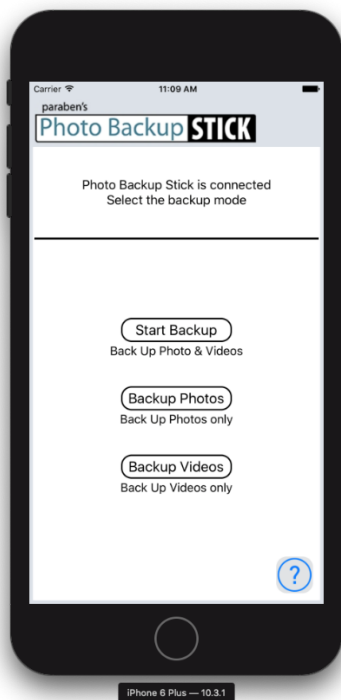 Carrier 11:09 AM
paraben's
Photo Backup STICK
Photo Backup Stick is connected
Select the backup mode
Start Backup
Back Up Photo & Videos
Backup Photos
Back Up Photos only
Backup Videos
Back Up Videos only
?
iPhone 6 Plus — 10.3.1